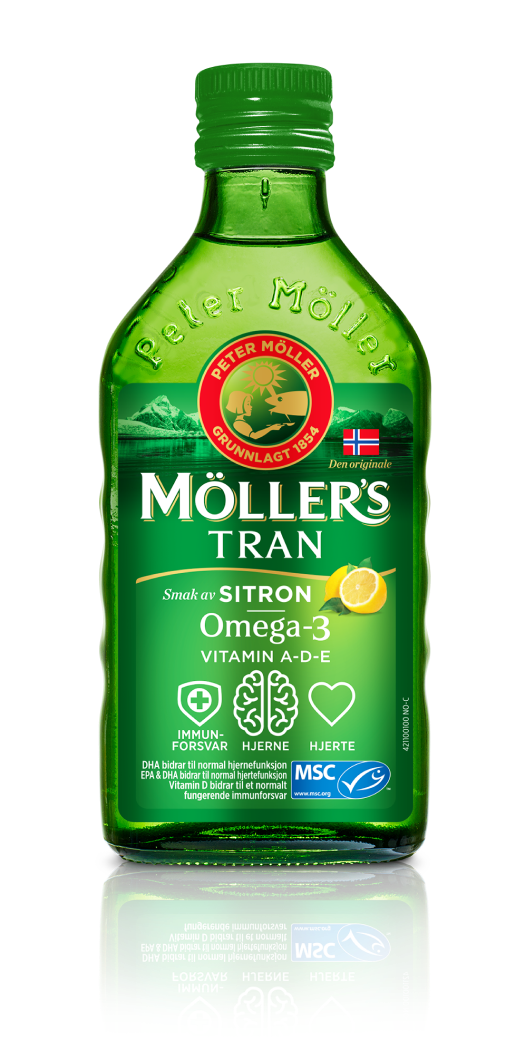 Peter Möller
PETER MÖLLER
GRUNNLAGT 1854
Den originale
MÖLLER'S
TRAN
Smak av SITRON
Omega-3
VITAMIN A-D-E
IMMUN-
FORSVAR
HJERNE
HJERTE
DHA bidrar til normal hjernefunksjon
EPA & DHA bidrar til normal hjertefunksjon
Vitamin D bidrar til et normalt
fungerende immunforsvar
MSC
www.msc.org
TM
421100100 NO-C